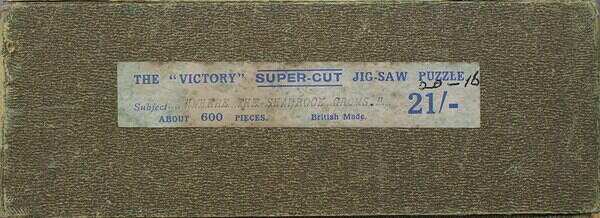 THE "VICTORY" SUPER-CUT JIG-SAW PUZZLE
Subject.... "WHERE THE SHAMROCK GROWS."
21/-
ABOUT 600 PIECES. British Made.